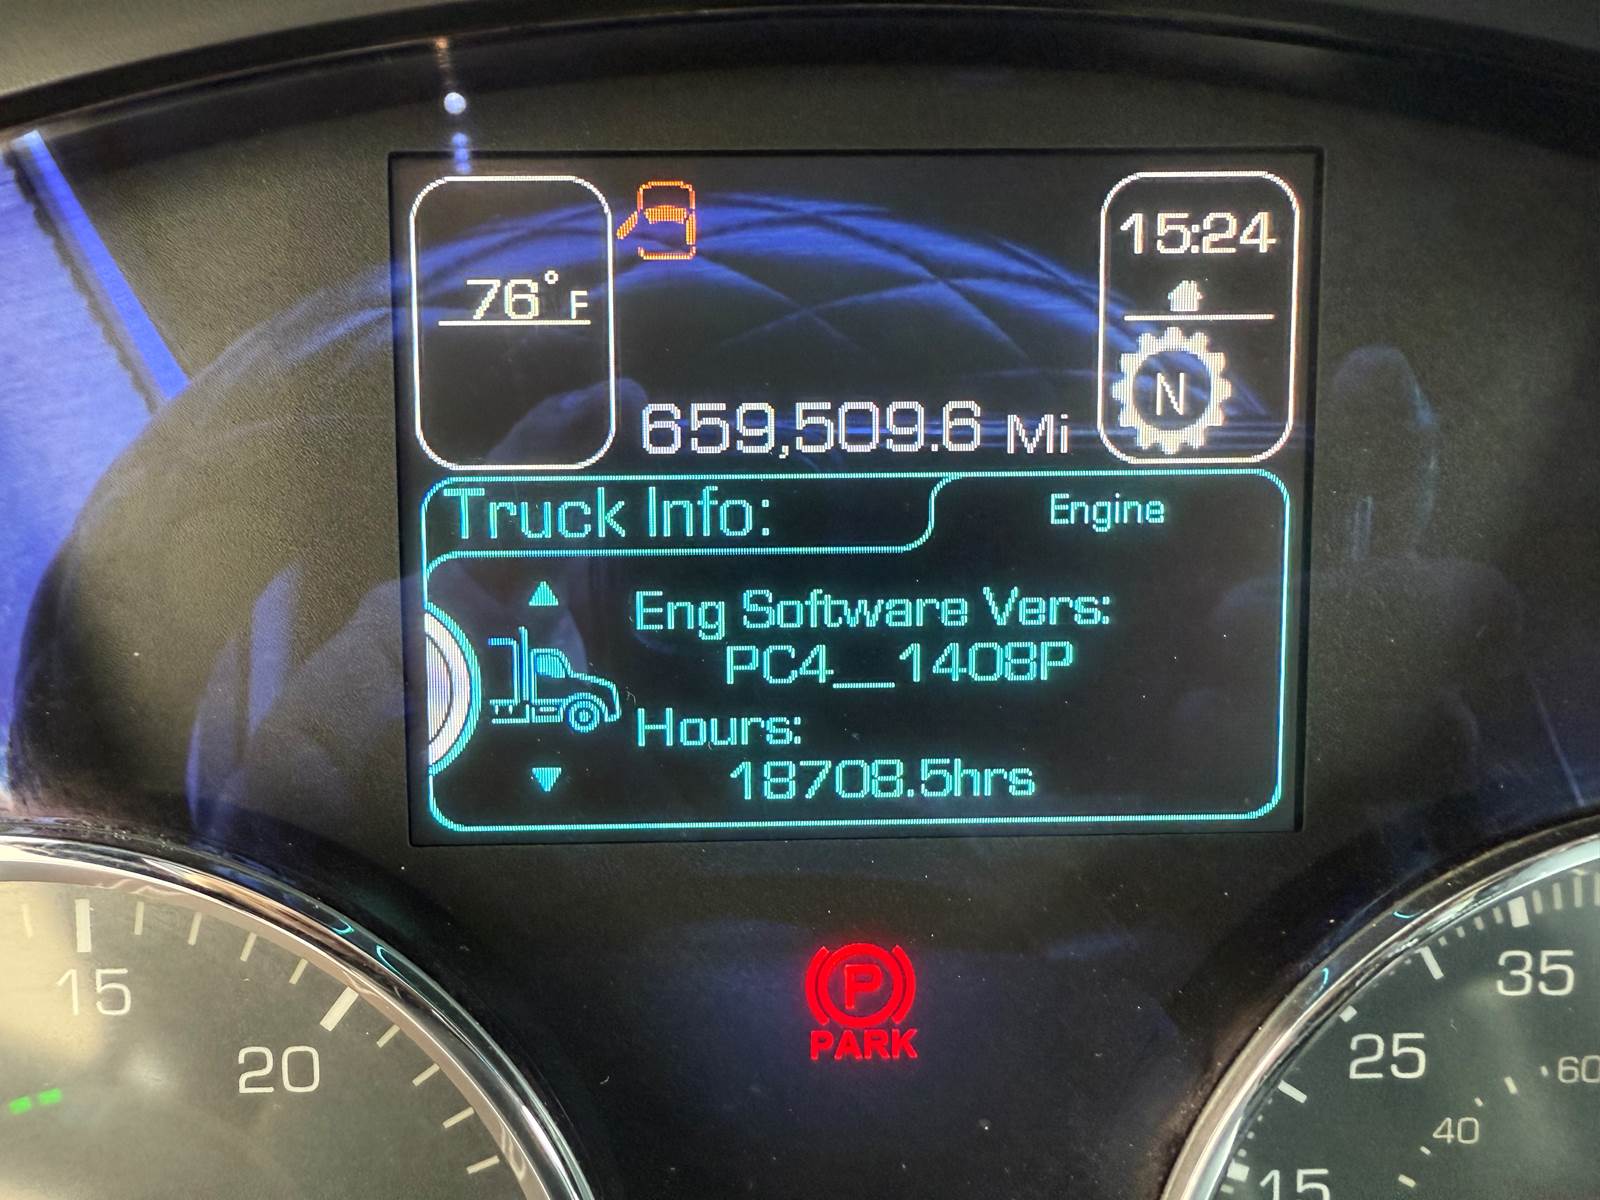 76°F
15:24
N
659,509.6 Mi
Truck Info:
Engine
Eng Software Vers:
PC4__1408P
Hours:
18708.5hrs
P
PARK
15
20
35
25
60
40
15